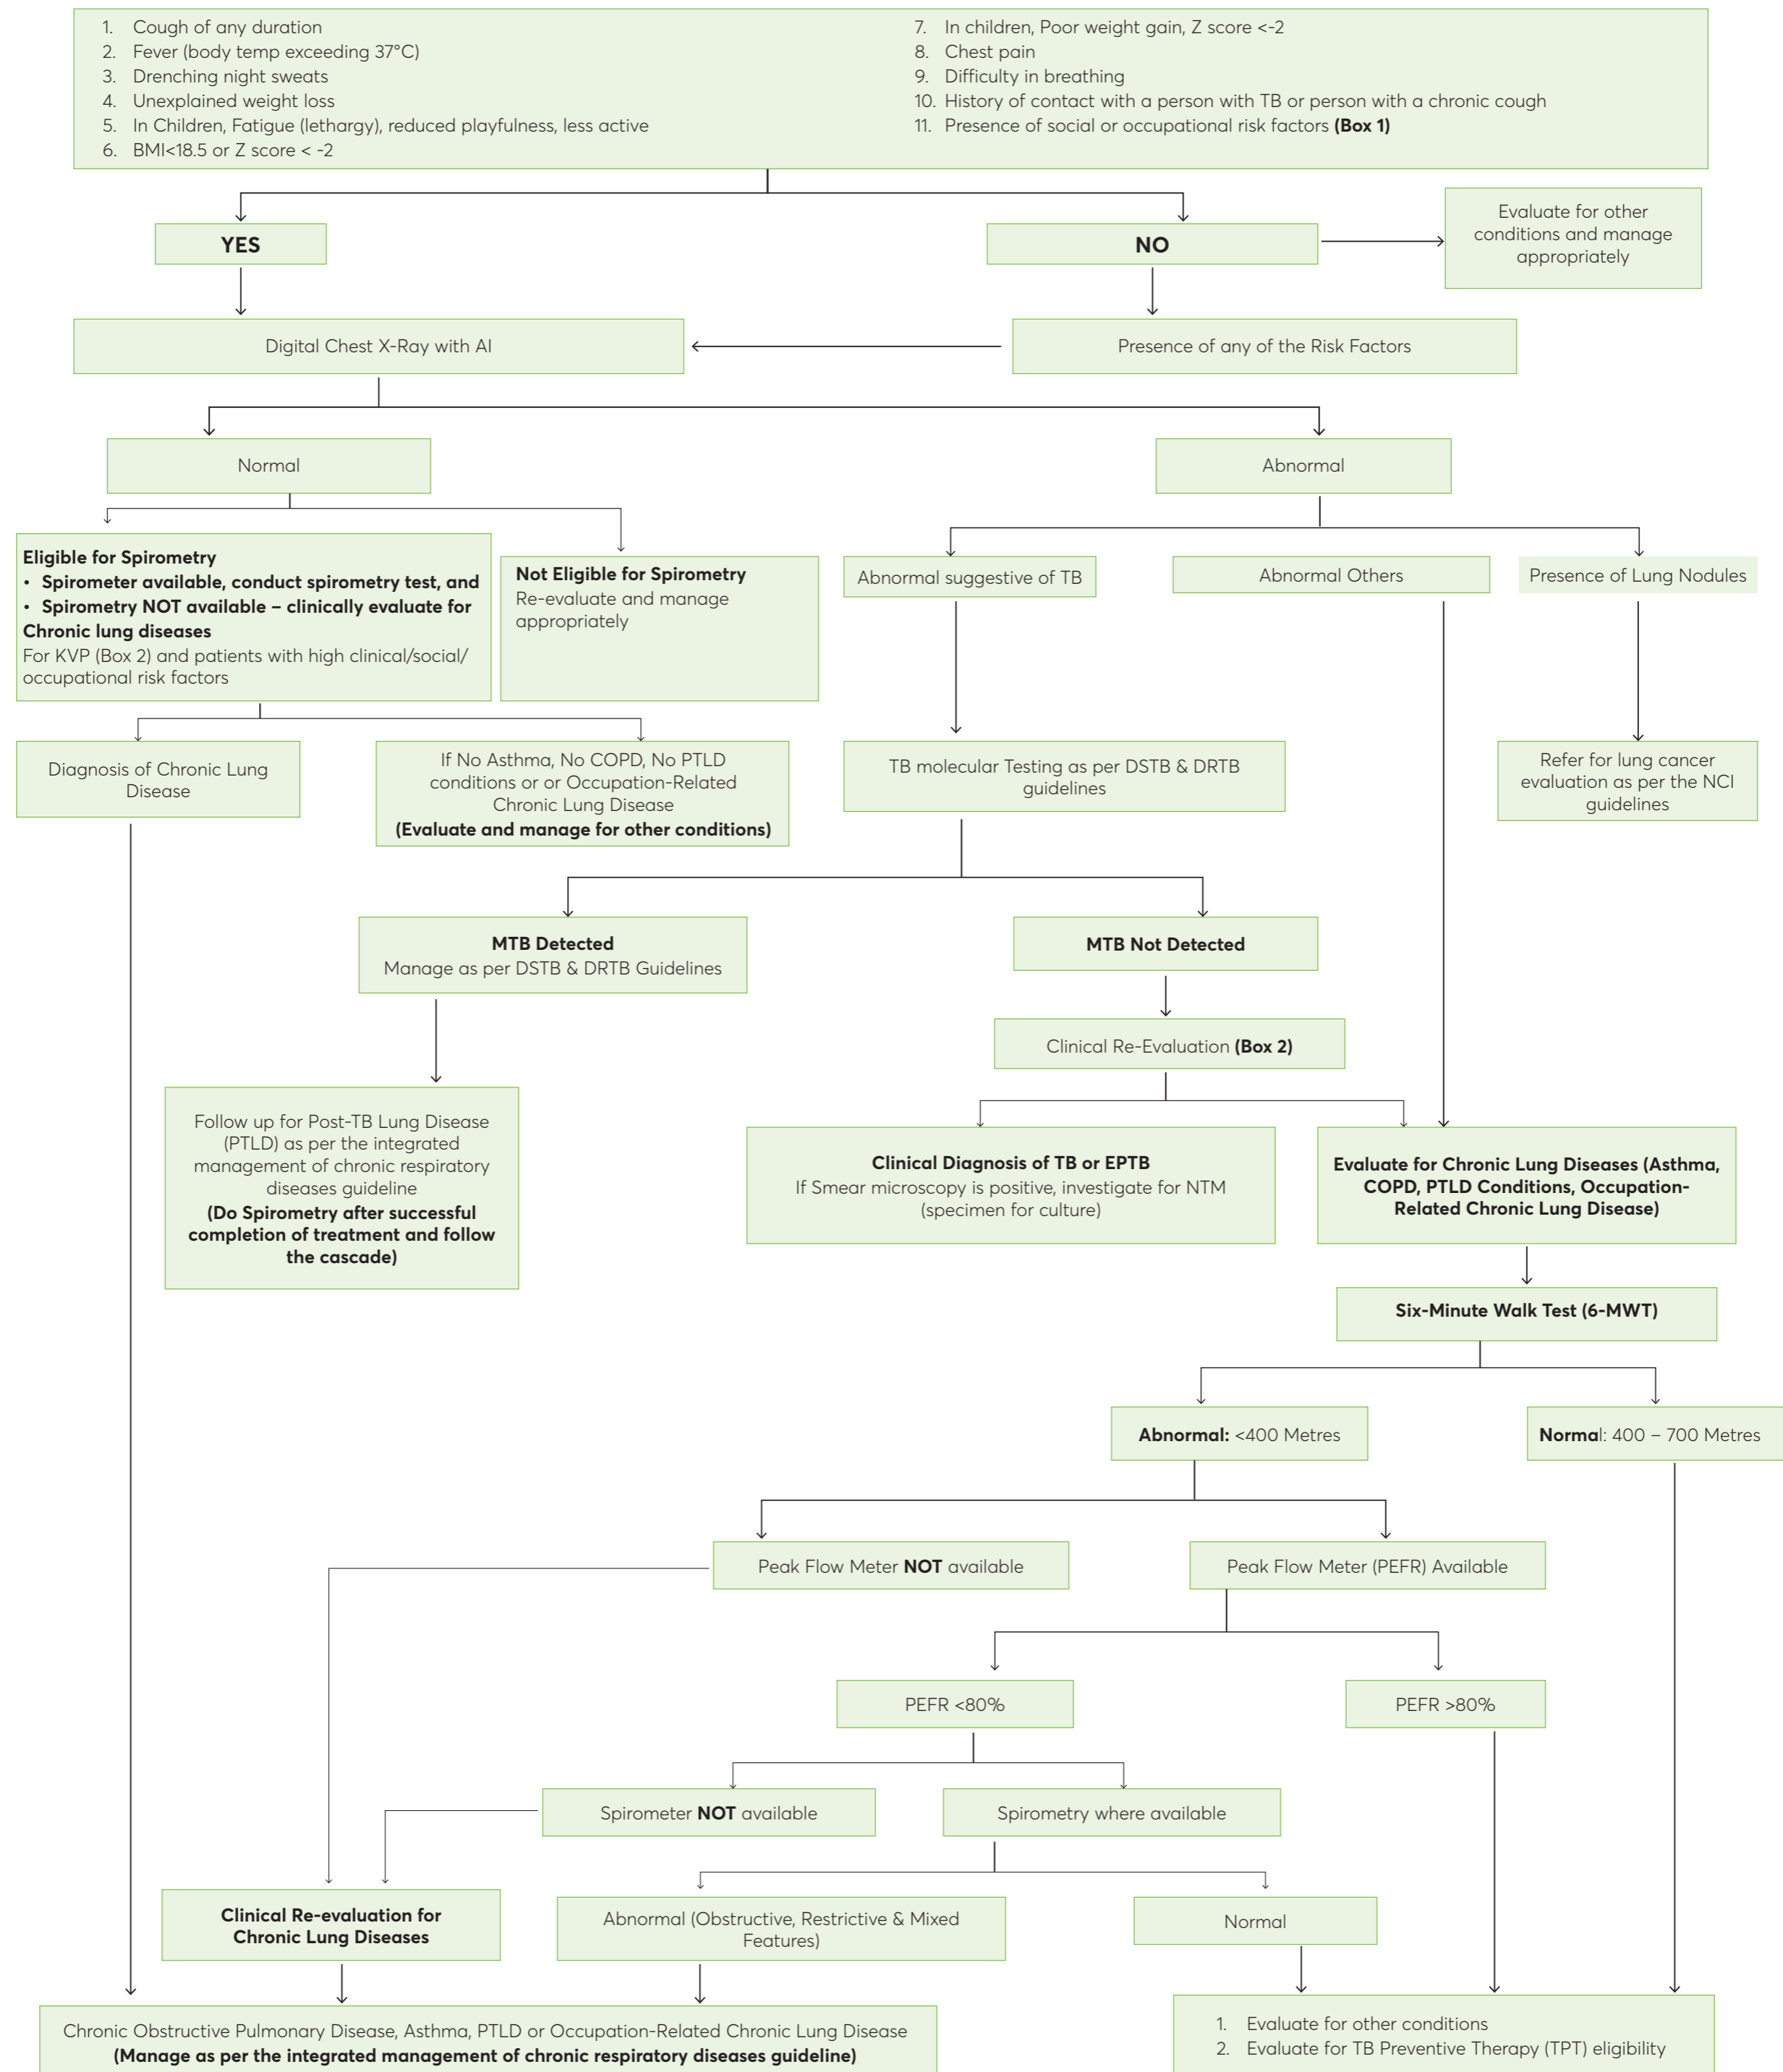 1. Cough of any duration
2. Fever (body temp exceeding 37°C)
3. Drenching night sweats
4. Unexplained weight loss
5. In Children, Fatigue (lethargy), reduced playfulness, less active
6. BMI<18.5 or Z score < -2
7. In children, Poor weight gain, Z score <-2
8. Chest pain
9. Difficulty in breathing
10. History of contact with a person with TB or person with a chronic cough
11. Presence of social or occupational risk factors (Box 1)
YES
NO
Evaluate for other
conditions and manage
appropriately
Digital Chest X-Ray with AI
Presence of any of the Risk Factors
Normal
Abnormal
Eligible for Spirometry
• Spirometer available, conduct spirometry test, and
• Spirometry NOT available – clinically evaluate for
Chronic lung diseases
For KVP (Box 2) and patients with high clinical/social/
occupational risk factors
Not Eligible for Spirometry
Re-evaluate and manage
appropriately
Abnormal suggestive of TB
Abnormal Others
Presence of Lung Nodules
Diagnosis of Chronic Lung
Disease
If No Asthma, No COPD, No PTLD
conditions or or Occupation-Related
Chronic Lung Disease
(Evaluate and manage for other conditions)
TB molecular Testing as per DSTB & DRTB
guidelines
Refer for lung cancer
evaluation as per the NCI
guidelines
MTB Detected
Manage as per DSTB & DRTB Guidelines
MTB Not Detected
Clinical Re-Evaluation (Box 2)
Follow up for Post-TB Lung Disease
(PTLD) as per the integrated
management of chronic respiratory
diseases guideline
(Do Spirometry after successful
completion of treatment and follow
the cascade)
Clinical Diagnosis of TB or EPTB
If Smear microscopy is positive, investigate for NTM
(specimen for culture)
Evaluate for Chronic Lung Diseases (Asthma,
COPD, PTLD Conditions, Occupation-
Related Chronic Lung Disease)
Six-Minute Walk Test (6-MWT)
Abnormal: <400 Metres
Normal: 400 – 700 Metres
Peak Flow Meter NOT available
Peak Flow Meter (PEFR) Available
PEFR <80%
PEFR >80%
Spirometer NOT available
Spirometry where available
Clinical Re-evaluation for
Chronic Lung Diseases
Abnormal (Obstructive, Restrictive & Mixed
Features)
Normal
Chronic Obstructive Pulmonary Disease, Asthma, PTLD or Occupation-Related Chronic Lung Disease
(Manage as per the integrated management of chronic respiratory diseases guideline)
1. Evaluate for other conditions
2. Evaluate for TB Preventive Therapy (TPT) eligibility